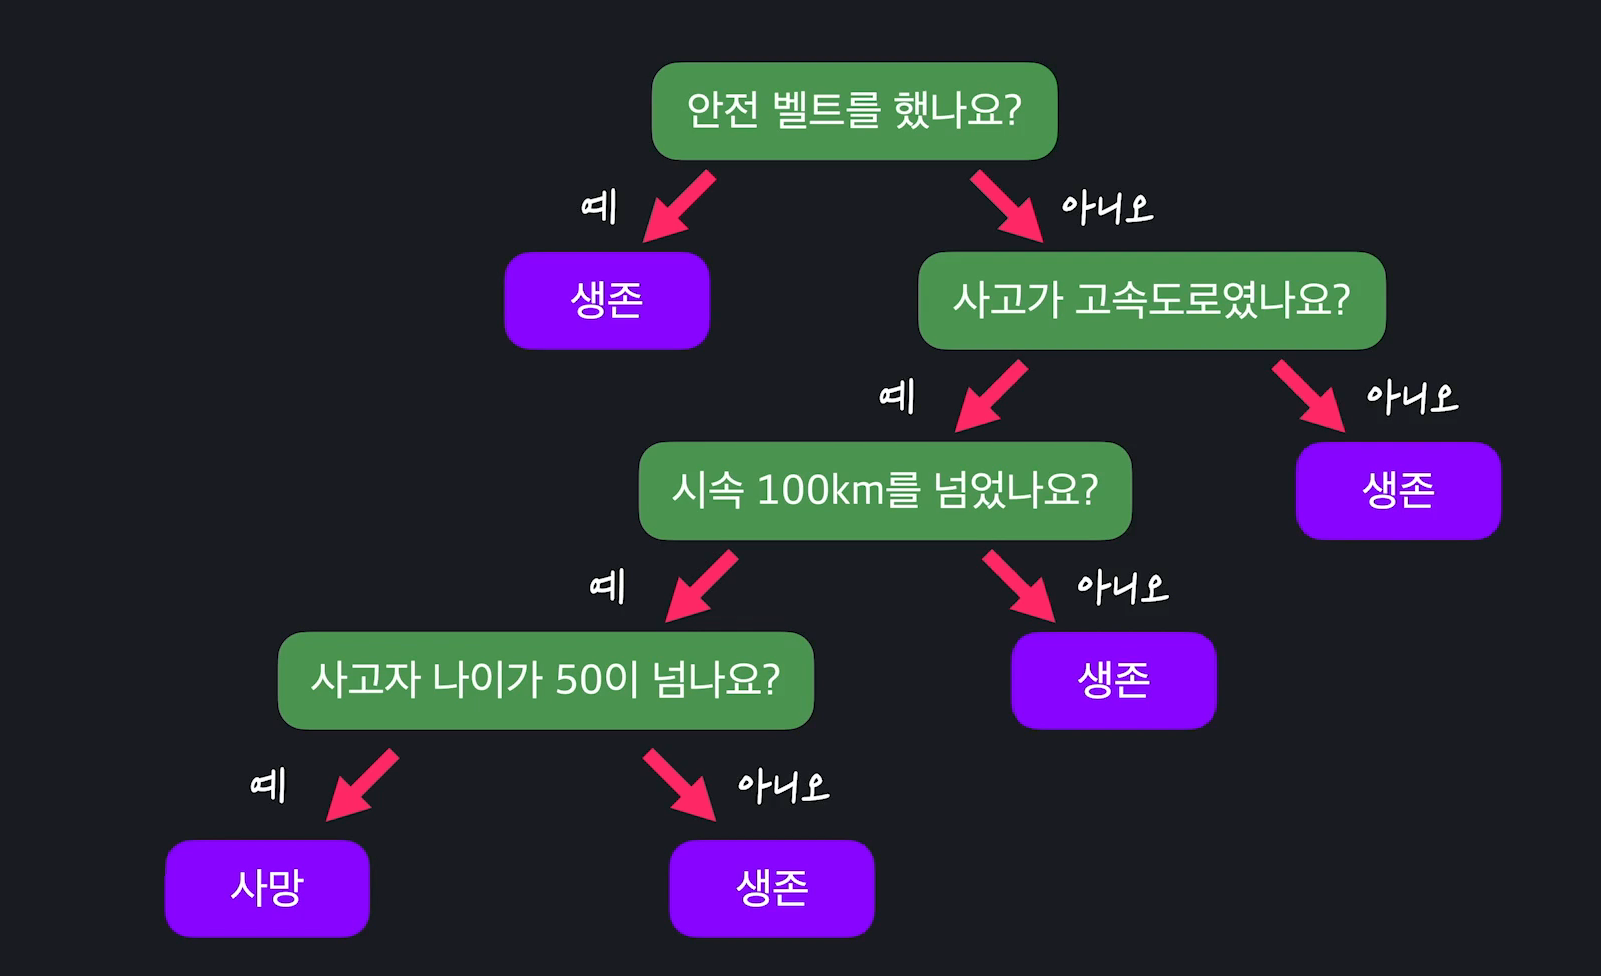 안전 벨트를 했나요?
예
아니오
생존
사고가 고속도로였나요?
예
아니오
시속 100km를 넘었나요?
생존
예
아니오
사고자 나이가 50이 넘나요?
생존
예
아니오
사망
생존